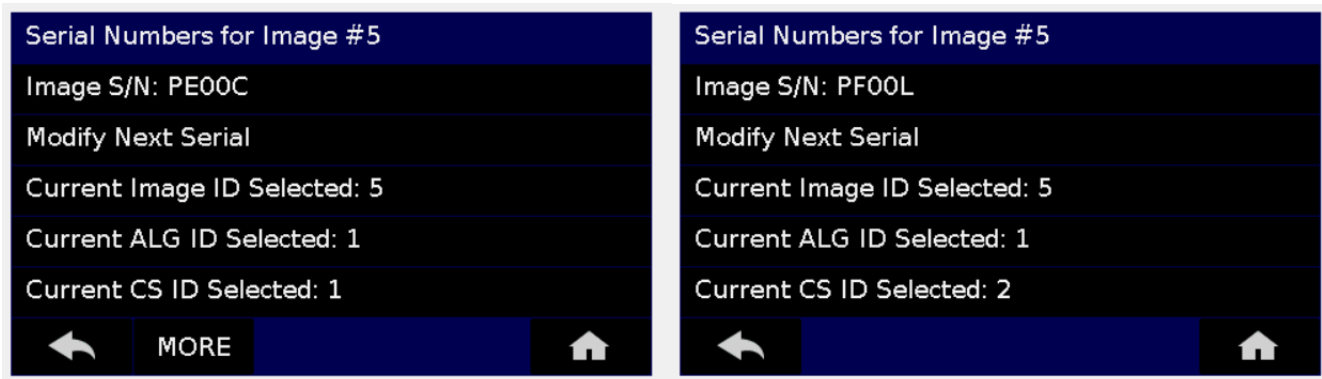 Serial Numbers for Image #5
Image S/N: PE00C
Modify Next Serial
Current Image ID Selected: 5
Current ALG ID Selected: 1
Current CS ID Selected: 1
MORE
Serial Numbers for Image #5
Image S/N: PF00L
Modify Next Serial
Current Image ID Selected: 5
Current ALG ID Selected: 1
Current CS ID Selected: 2